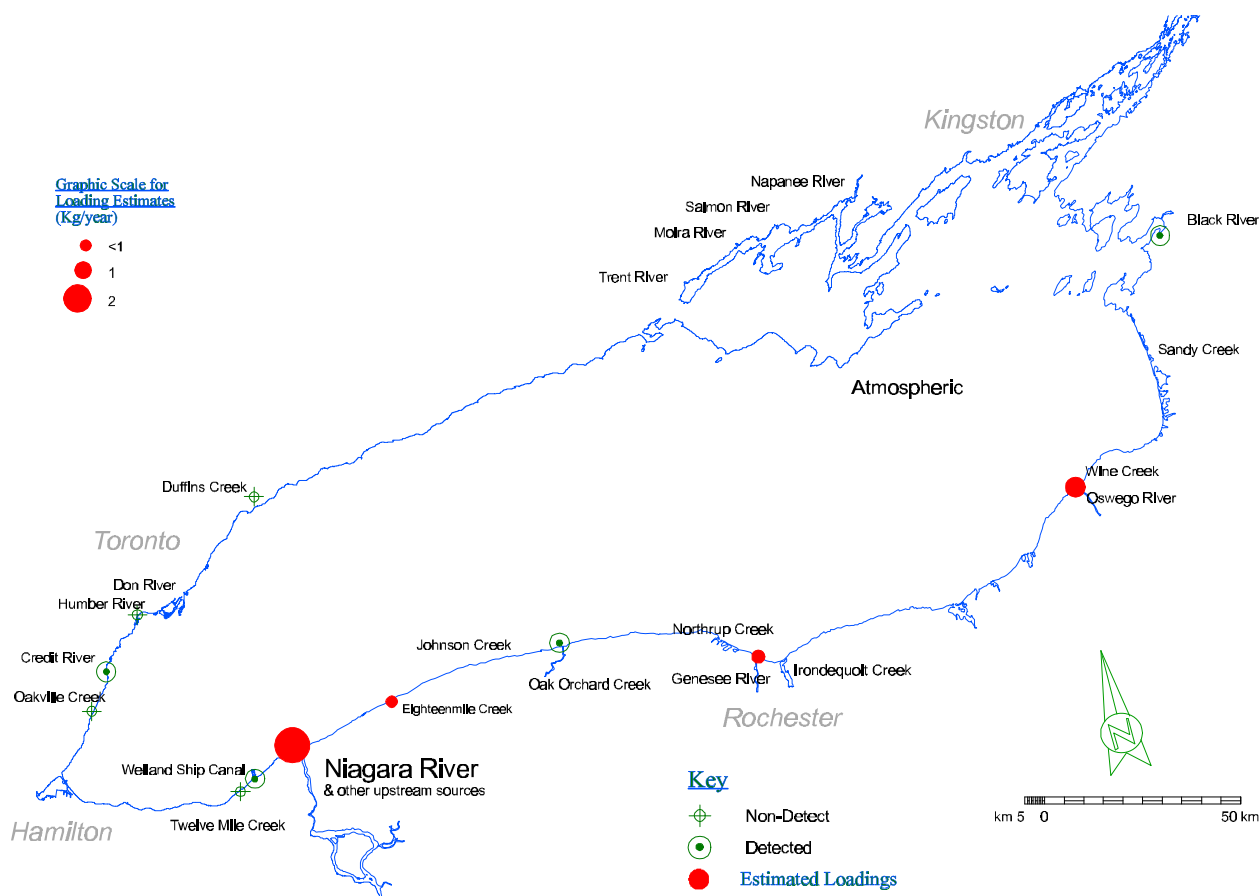 Kingston
Graphic Scale for
Loading Estimates
(Kg/year)
<1
1
2
Napanee River
Salmon River
Moira River
Trent River
Black River
Sandy Creek
Atmospheric
Wine Creek
Oswego River
Duffins Creek
Toronto
Don River
Humber River
Credit River
Oakville Creek
Johnson Creek
Oak Orchard Creek
Northrup Creek
Genesee River
Irondequoit Creek
Rochester
Eighteenmile Creek
Welland Ship Canal
Niagara River
& other upstream sources
Twelve Mile Creek
Hamilton
N
Key
Non-Detect
Detected
Estimated Loadings
km 5 0 50 km